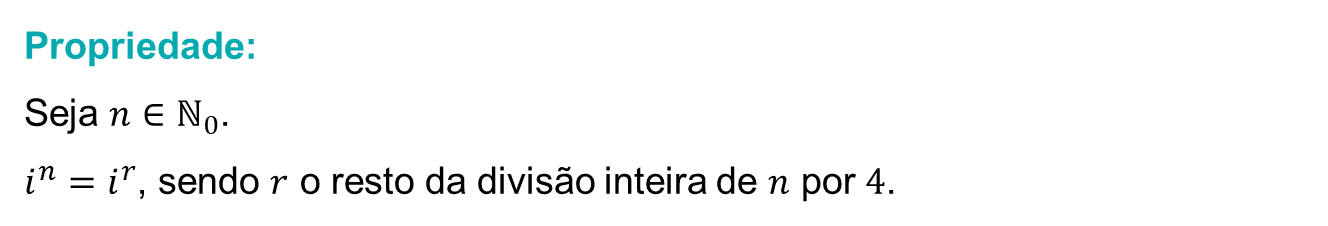 Propriedade:
Seja 𝑛 ∈ ℕ₀.
𝑖ⁿ = 𝑖ʳ, sendo 𝑟 o resto da divisão inteira de 𝑛 por 4.